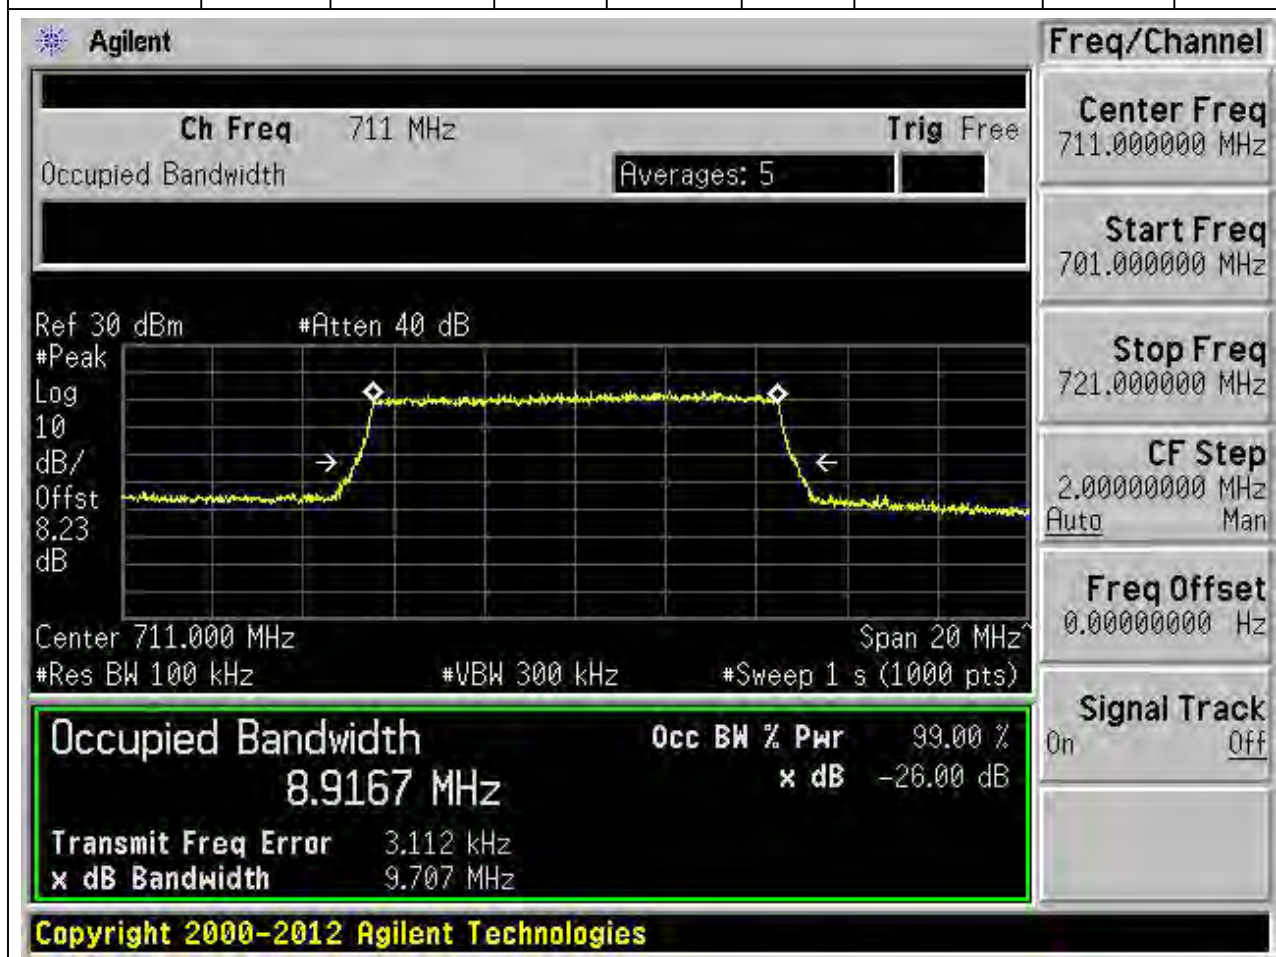 Agilent
Freq/Channel
Ch Freq 711 MHz Trig Free
Occupied Bandwidth Averages: 5
Center Freq
711.000000 MHz
Start Freq
701.000000 MHz
Stop Freq
721.000000 MHz
CF Step
2.00000000 MHz
Auto Man
Freq Offset
0.00000000 Hz
Signal Track
On Off
Ref 30 dBm #Atten 40 dB
#Peak
Log
10
dB/
Offst
8.23
dB
Center 711.000 MHz Span 20 MHz^
#Res BW 100 kHz #VBW 300 kHz #Sweep 1 s (1000 pts)
Occupied Bandwidth
8.9167 MHz
Occ BW % Pwr 99.00 %
x dB -26.00 dB
Transmit Freq Error 3.112 kHz
x dB Bandwidth 9.707 MHz
Copyright 2000-2012 Agilent Technologies